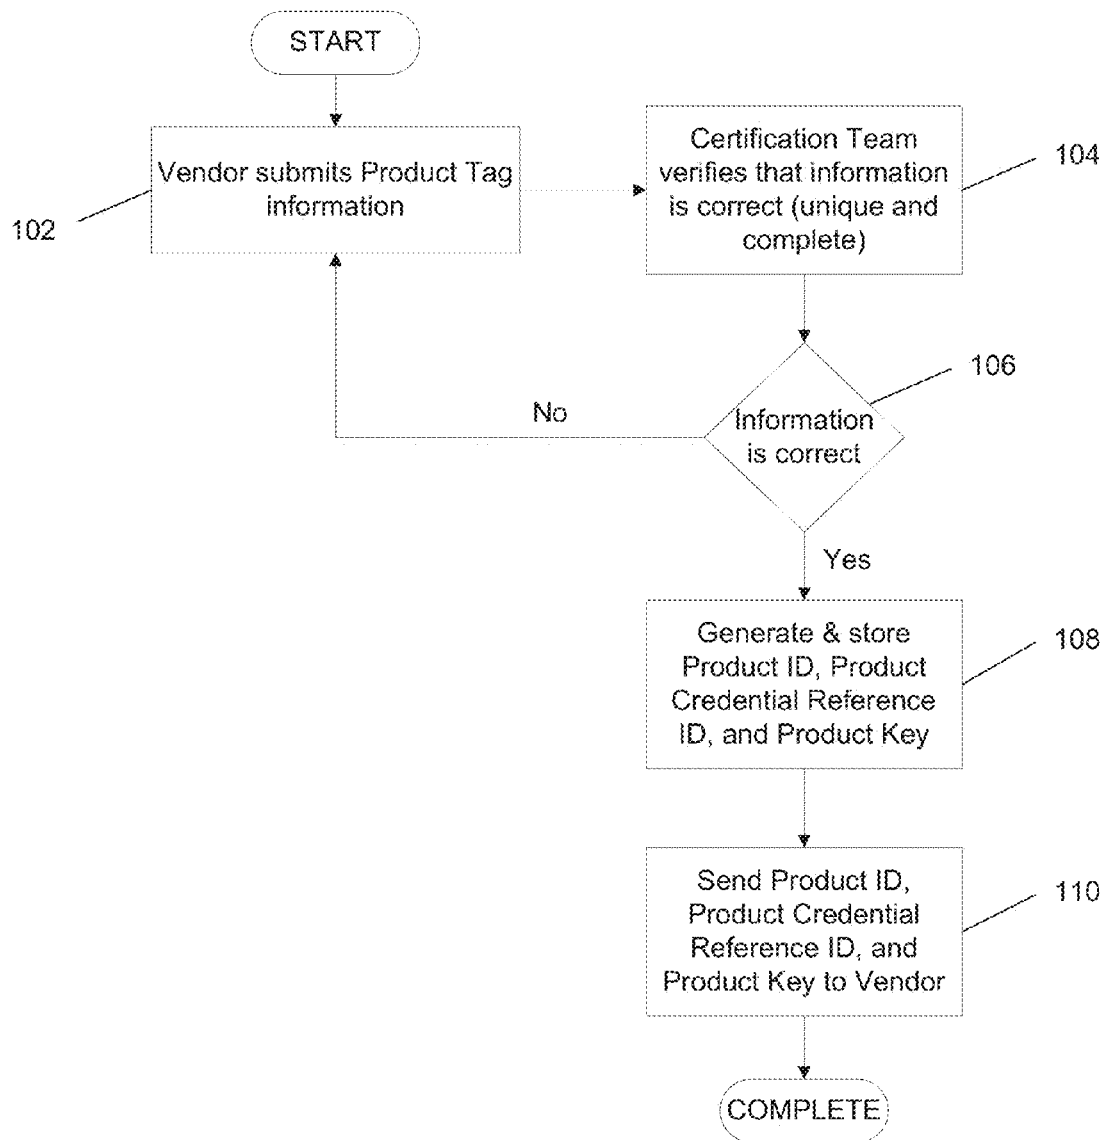 START
Vendor submits Product Tag
information
102
Certification Team
verifies that information
is correct (unique and
complete)
104
106
Information
is correct
No
Yes
Generate & store
Product ID, Product
Credential Reference
ID, and Product Key
108
Send Product ID,
Product Credential
Reference ID, and
Product Key to Vendor
110
COMPLETE